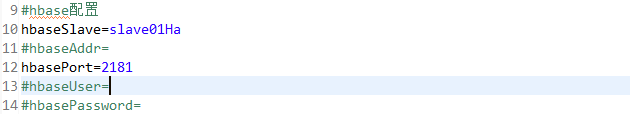 9 #hbase配置
10 hbaseSlave=slave01Ha
11 #hbaseAddr=
12 hbasePort=2181
13 #hbaseUser=
14 #hbasePassword=